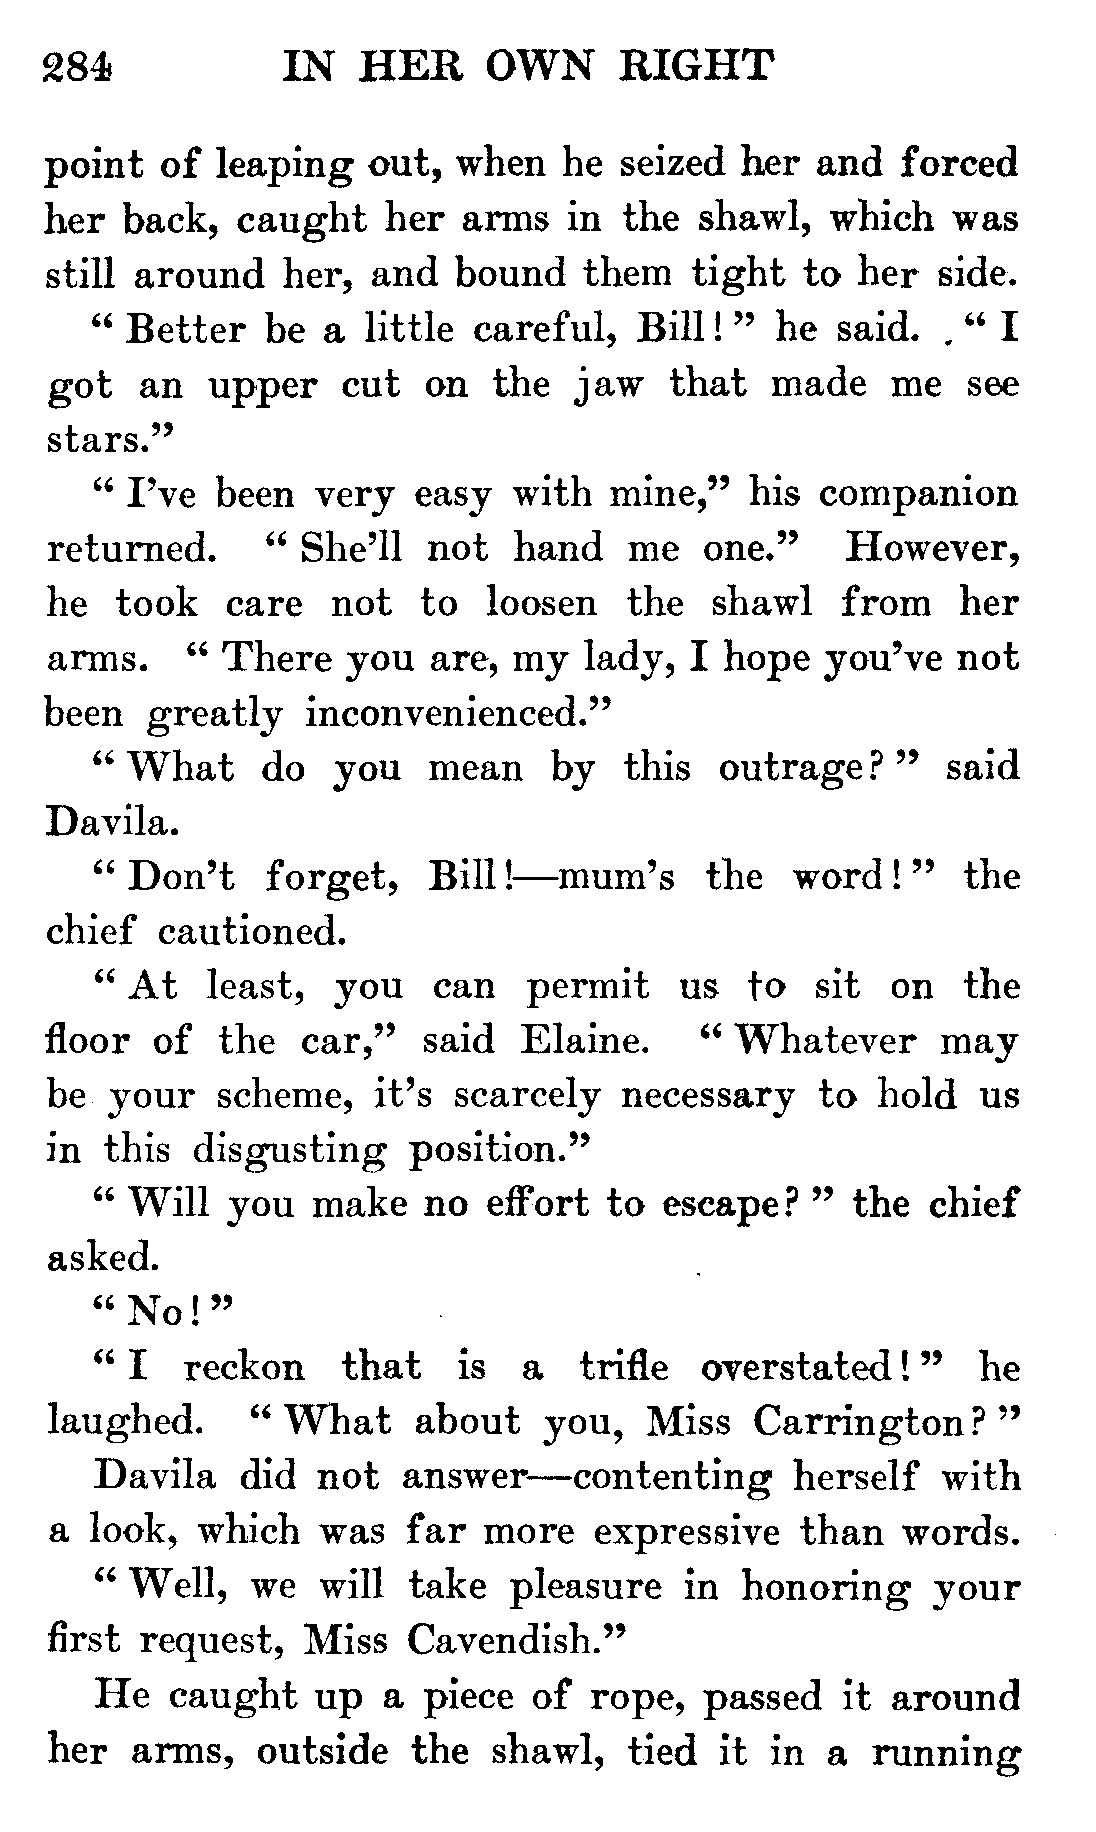 284 IN HER OWN RIGHT
point of leaping out, when he seized her and forced
her back, caught her arms in the shawl, which was
still around her, and bound them tight to her side.
“ Better be a little careful, Bill! ” he said. . “ I
got an upper cut on the jaw that made me see
stars.”
“ I’ve been very easy with mine,” his companion
returned. “ She’ll not hand me one.” However,
he took care not to loosen the shawl from her
arms. “ There you are, my lady, I hope you’ve not
been greatly inconvenienced.”
“ What do you mean by this outrage? ” said
Davila.
“ Don’t forget, Bill!—mum’s the word! ” the
chief cautioned.
“ At least, you can permit us to sit on the
floor of the car,” said Elaine. “ Whatever may
be your scheme, it’s scarcely necessary to hold us
in this disgusting position.”
“ Will you make no effort to escape? ” the chief
asked.
“ No! ”
“ I reckon that is a trifle overstated! ” he
laughed. “ What about you, Miss Carrington? ”
Davila did not answer—contenting herself with
a look, which was far more expressive than words.
“ Well, we will take pleasure in honoring your
first request, Miss Cavendish.”
He caught up a piece of rope, passed it around
her arms, outside the shawl, tied it in a running